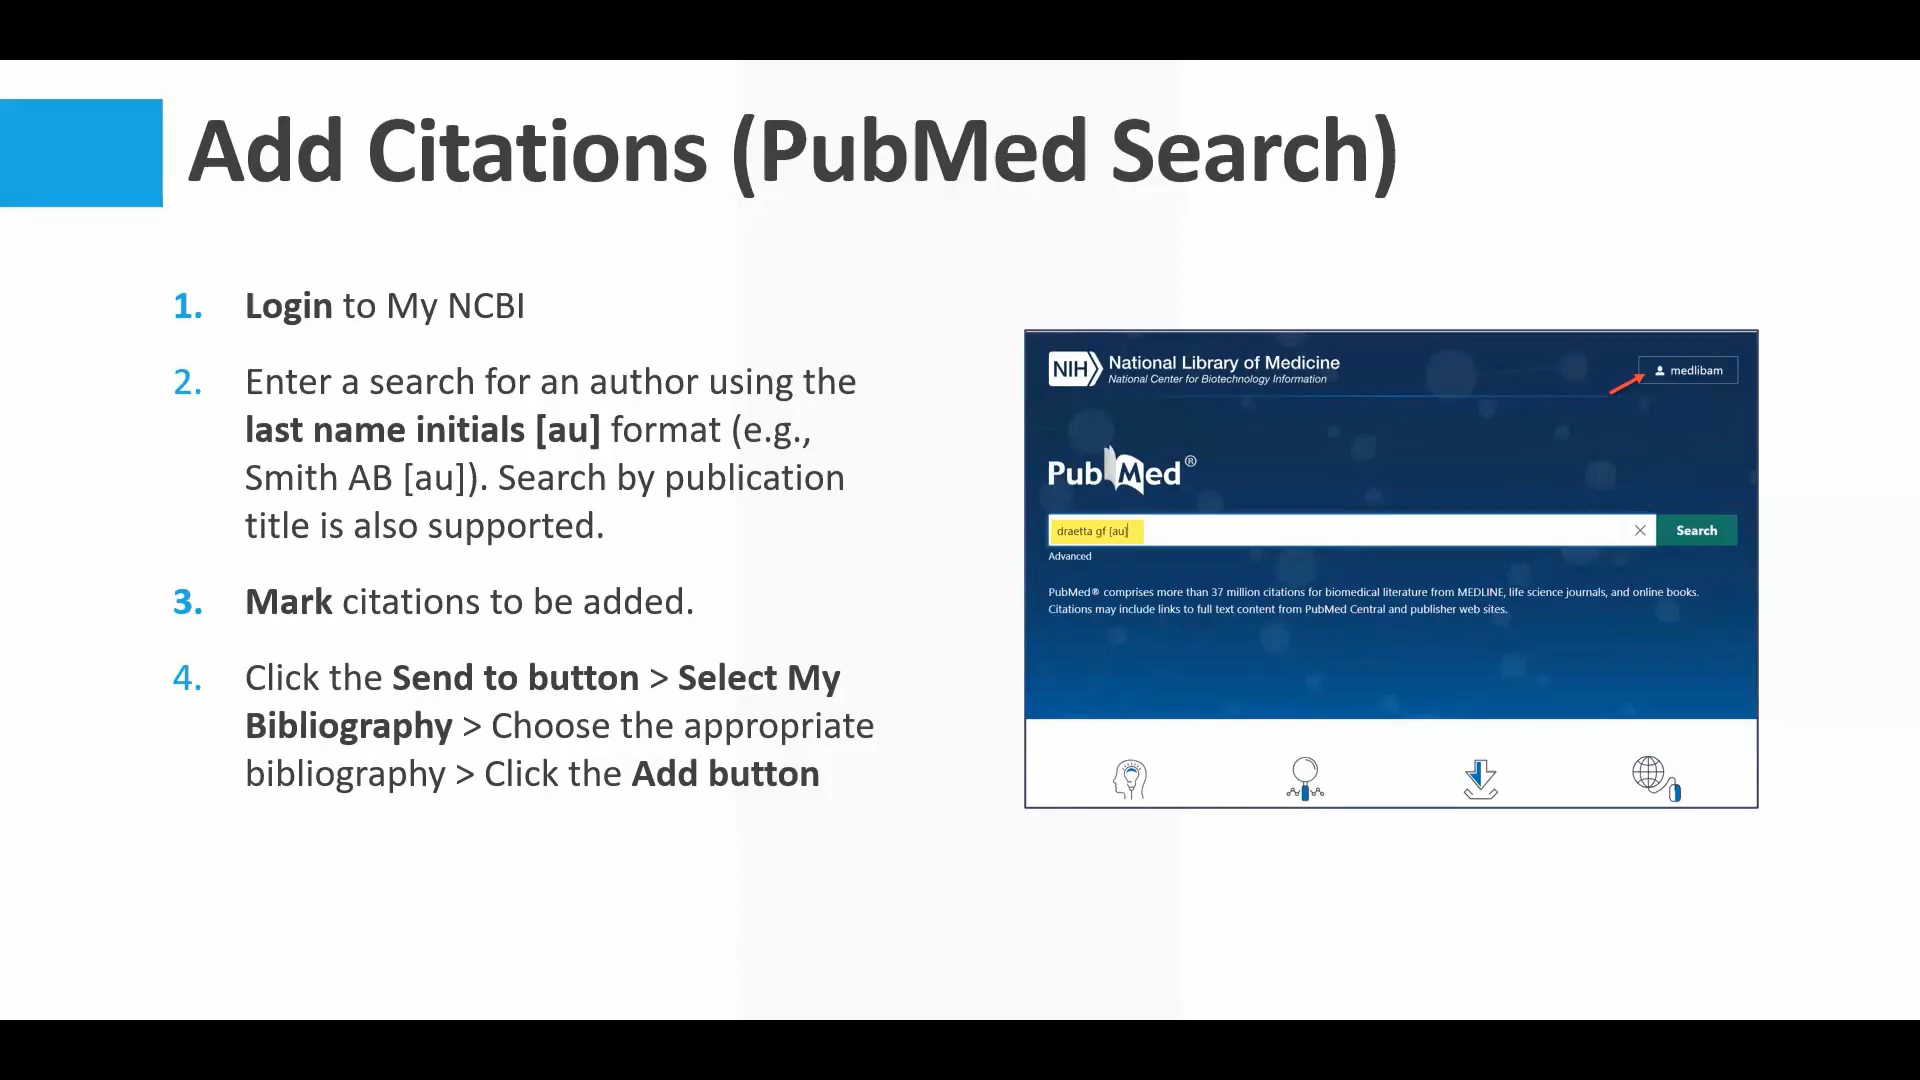 Add Citations (PubMed Search)
1. Login to My NCBI
2. Enter a search for an author using the
last name initials [au] format (e.g.,
Smith AB [au]). Search by publication
title is also supported.
3. Mark citations to be added.
4. Click the Send to button > Select My
Bibliography > Choose the appropriate
bibliography > Click the Add button
NIH National Library of Medicine
National Center for Biotechnology Information
medlibam
PubMed®
draetta gf [au]
Search
Advanced
PubMed® comprises more than 37 million citations for biomedical literature from MEDLINE, life science journals, and online books.
Citations may include links to full text content from PubMed Central and publisher web sites.